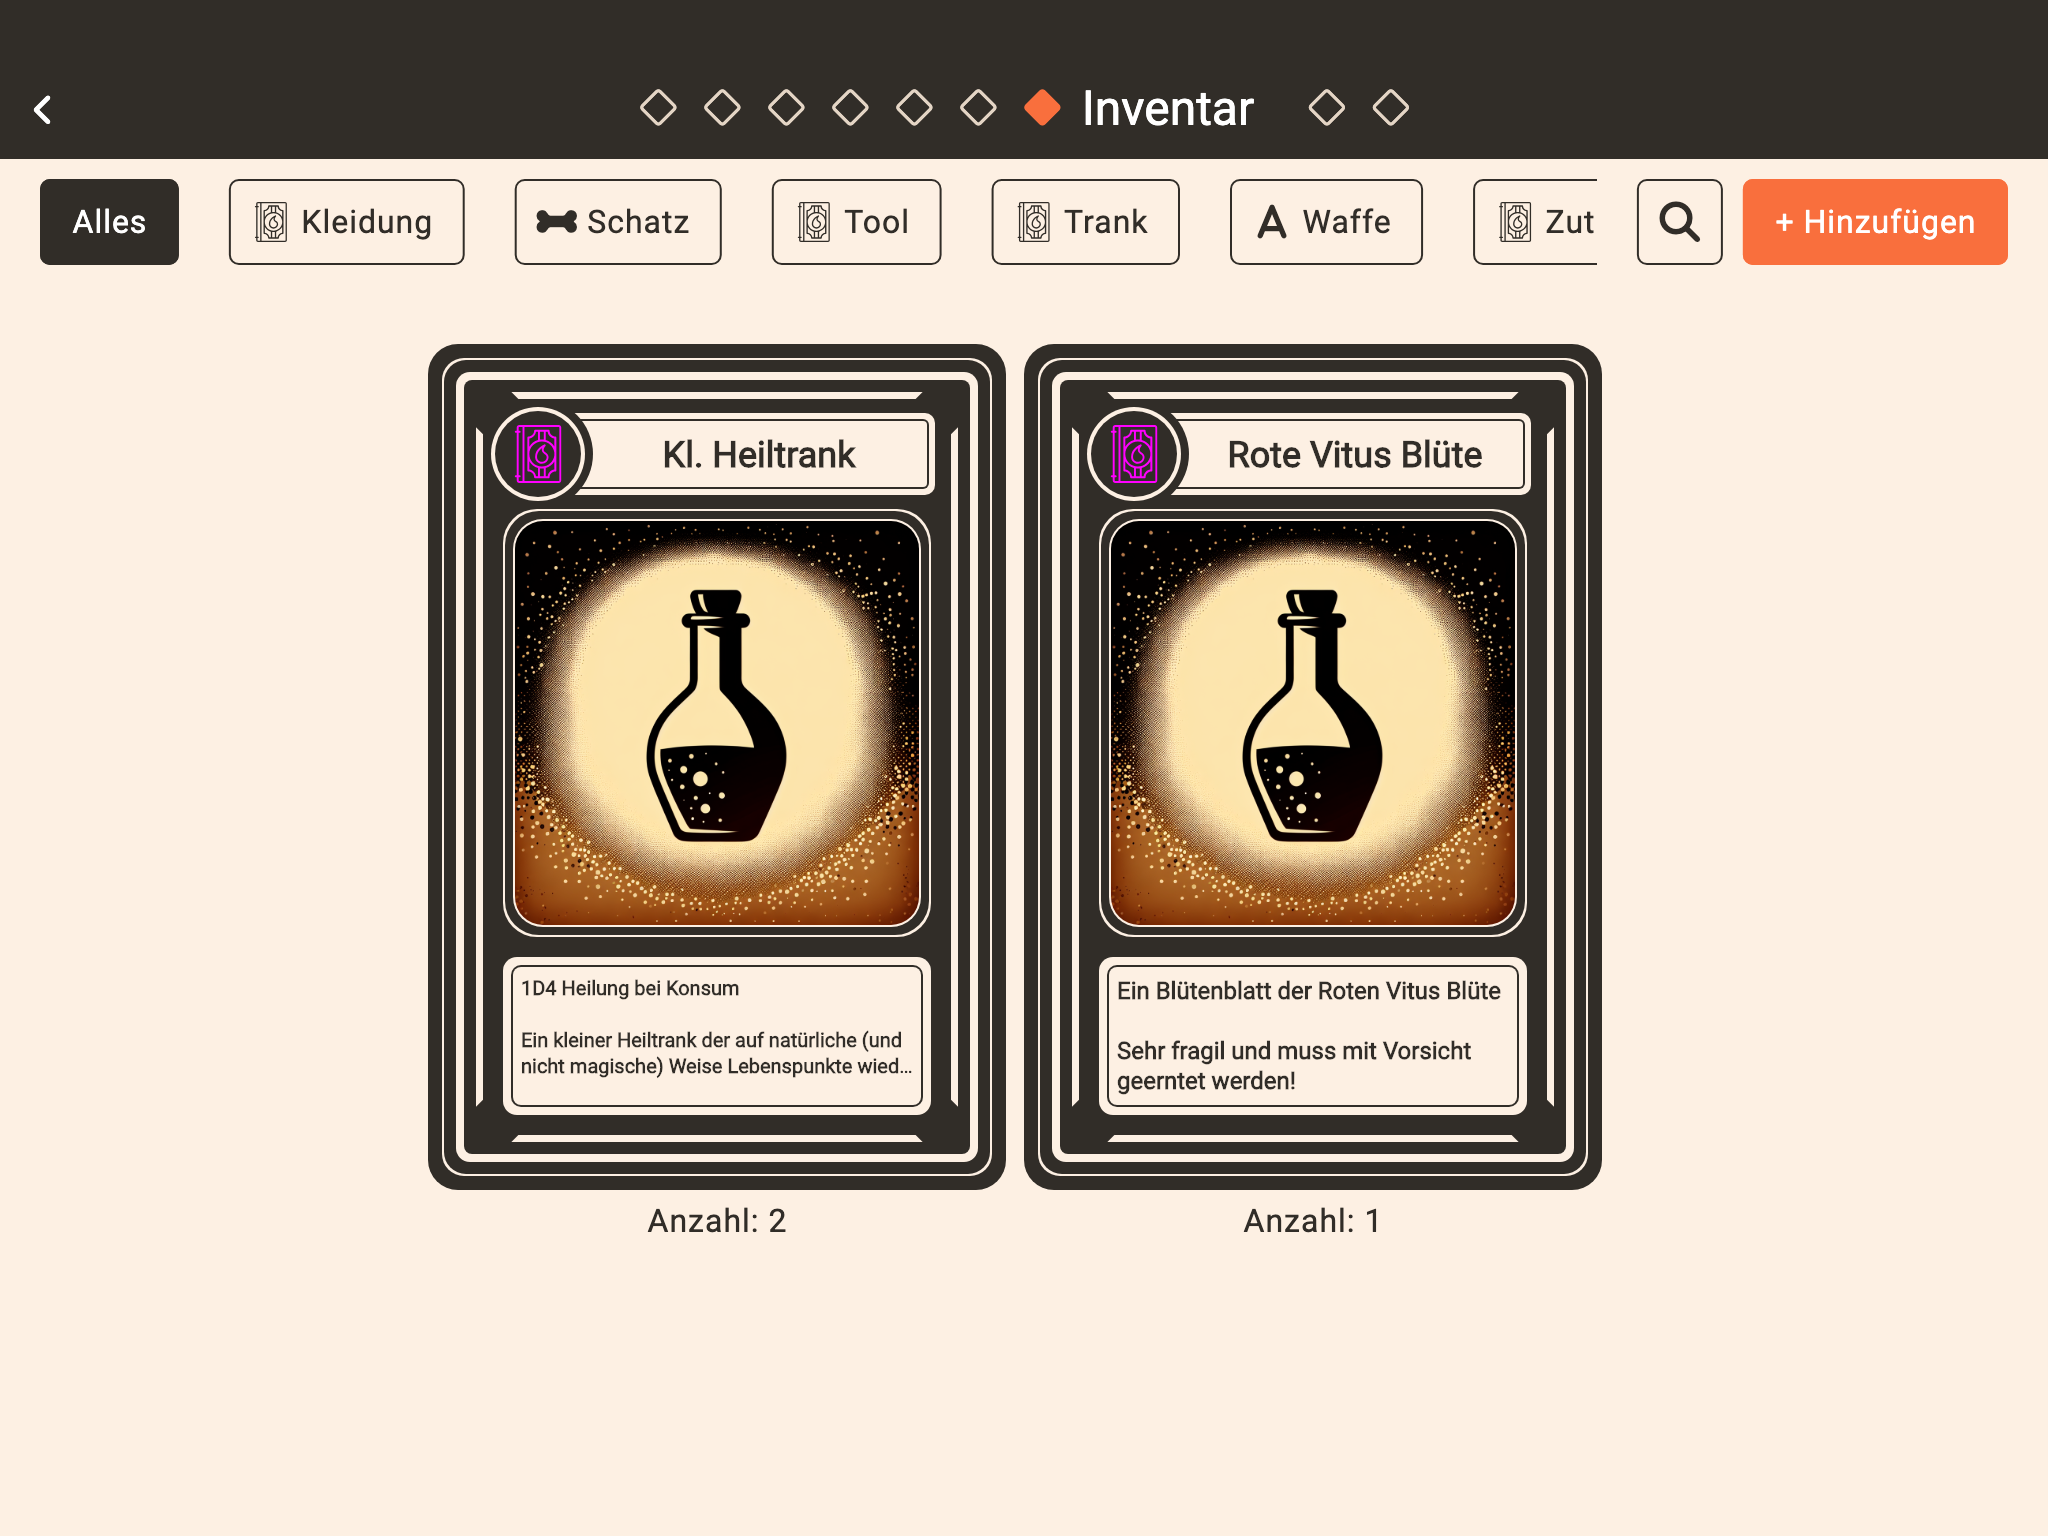 Inventar
Alles
Kleidung
Schatz
Tool
Trank
Waffe
Zut
+ Hinzufügen
Kl. Heiltrank
1D4 Heilung bei Konsum
Ein kleiner Heiltrank der auf natürliche (und
nicht magische) Weise Lebenspunkte wied...
Anzahl: 2
Rote Vitus Blüte
Ein Blütenblatt der Roten Vitus Blüte
Sehr fragil und muss mit Vorsicht
geerntet werden!
Anzahl: 1